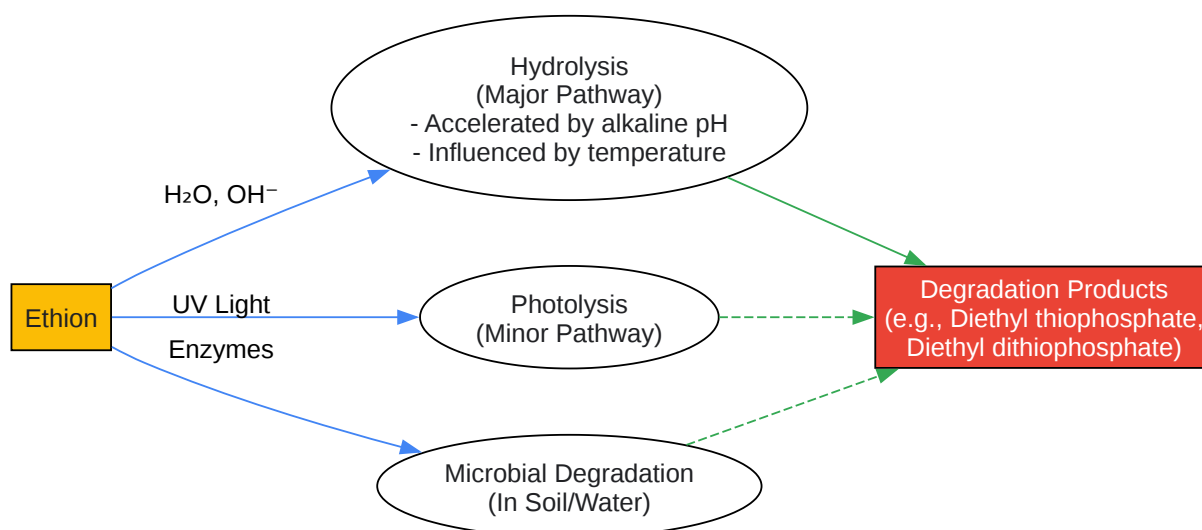 Hydrolysis
(Major Pathway)
- Accelerated by alkaline pH
- Influenced by temperature
H₂O, OH⁻
Ethion
UV Light
Enzymes
Photolysis
(Minor Pathway)
Degradation Products
(e.g., Diethyl thiophosphate,
Diethyl dithiophosphate)
Microbial Degradation
(In Soil/Water)